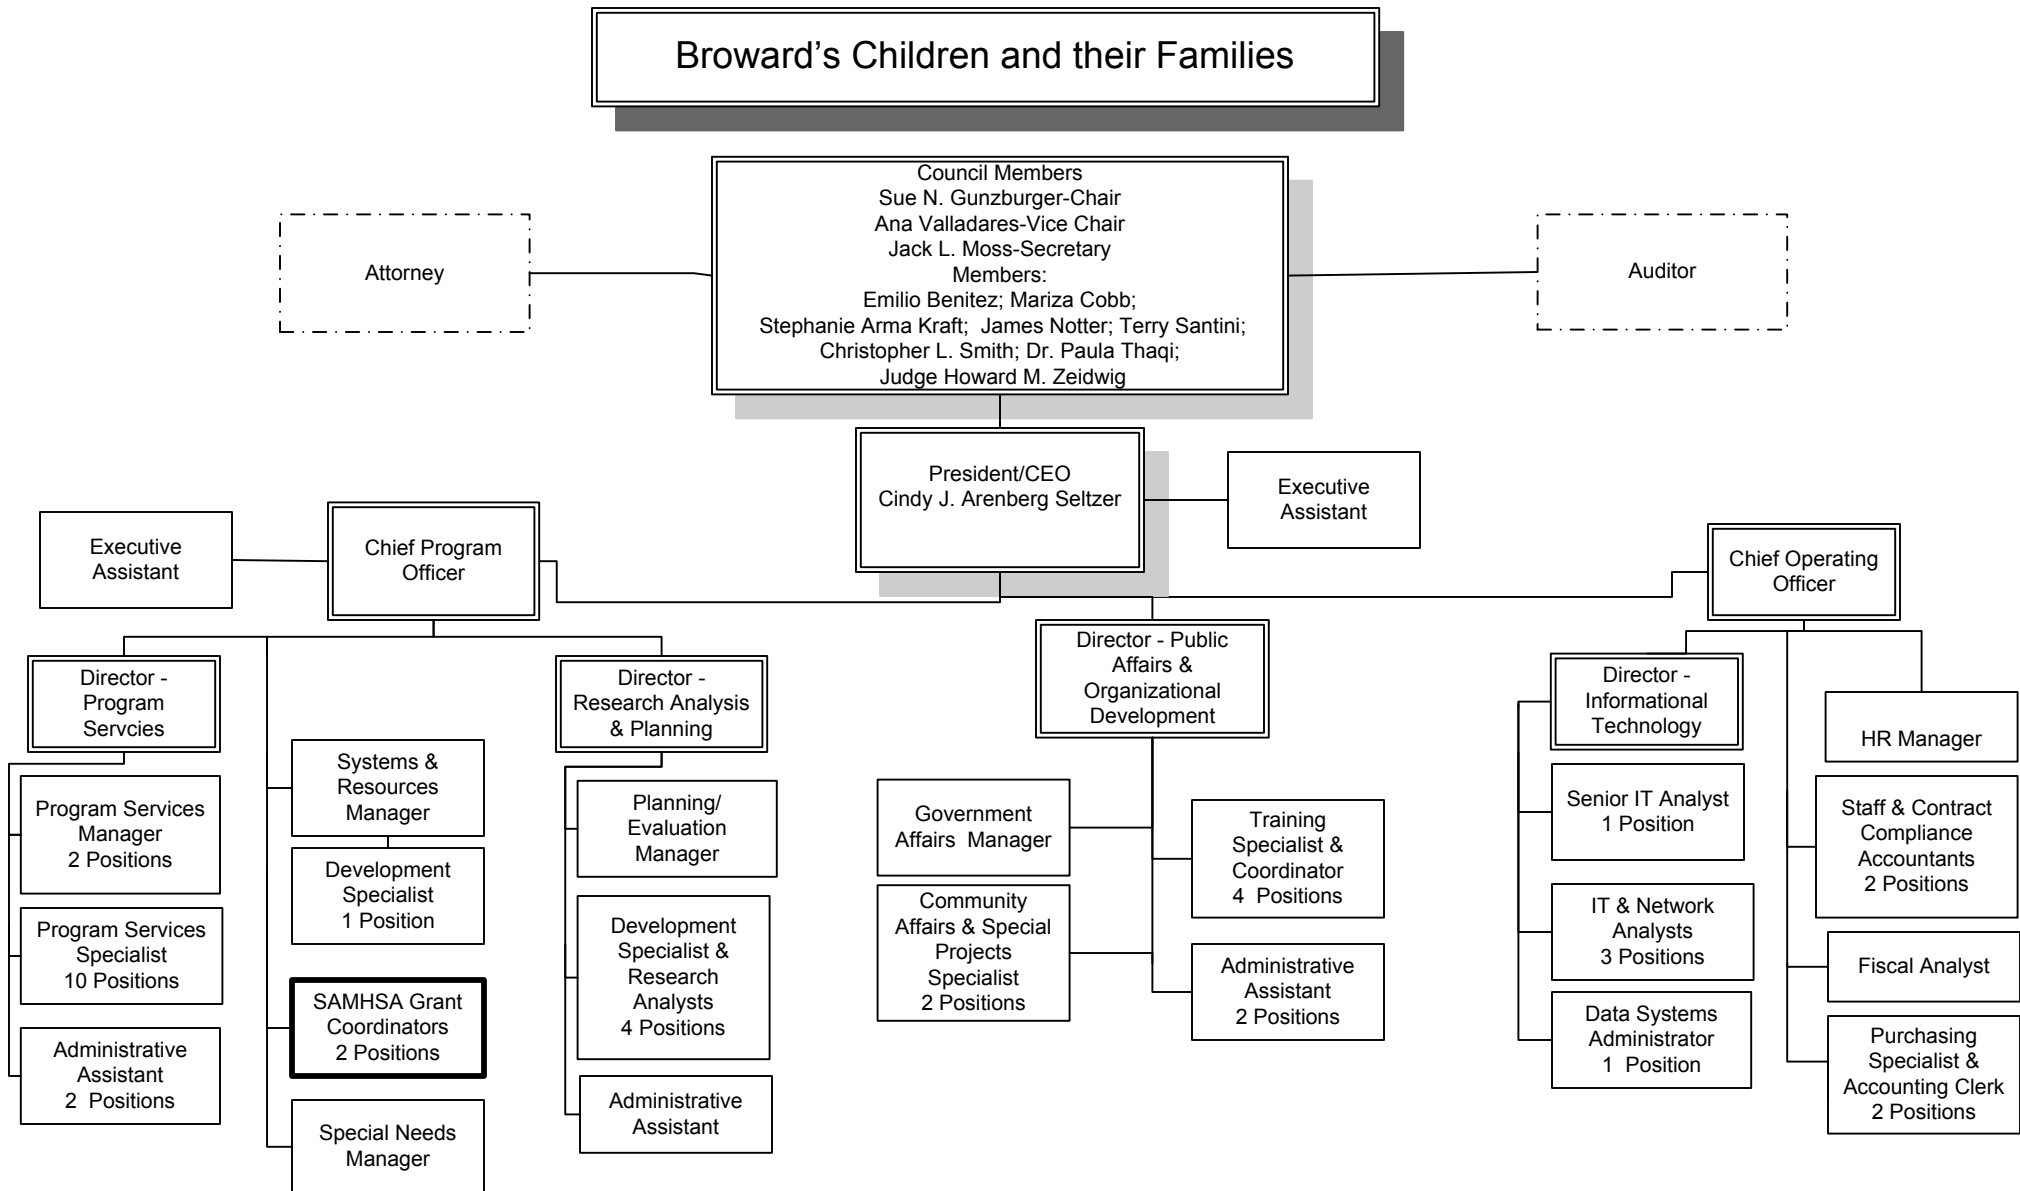 Broward's Children and their Families
Council Members
Sue N. Gunzburger-Chair
Ana Valladares-Vice Chair
Jack L. Moss-Secretary
Members:
Emilio Benitez; Mariza Cobb;
Stephanie Arma Kraft;  James Notter; Terry Santini;
Christopher L. Smith; Dr. Paula Thaqi;
Judge Howard M. Zeidwig
Attorney
Auditor
President/CEO
Cindy J. Arenberg Seltzer
Executive
Assistant
Executive
Assistant
Chief Program
Officer
Chief Operating
Officer
Director -
Program
Servcies
Program Services
Manager
2 Positions
Program Services
Specialist
10 Positions
Administrative
Assistant
2  Positions
Systems &
Resources
Manager
Development
Specialist
1 Position
SAMHSA Grant
Coordinators
2 Positions
Special Needs
Manager
Director -
Research Analysis
& Planning
Planning/
Evaluation
Manager
Development
Specialist &
Research
Analysts
4 Positions
Administrative
Assistant
Director - Public
Affairs &
Organizational
Development
Government
Affairs  Manager
Community
Affairs & Special
Projects
Specialist
2 Positions
Training
Specialist &
Coordinator
4  Positions
Administrative
Assistant
2 Positions
Director -
Informational
Technology
Senior IT Analyst
1 Position
IT & Network
Analysts
3 Positions
Data Systems
Administrator
1  Position
HR Manager
Staff & Contract
Compliance
Accountants
2 Positions
Fiscal Analyst
Purchasing
Specialist &
Accounting Clerk
2 Positions